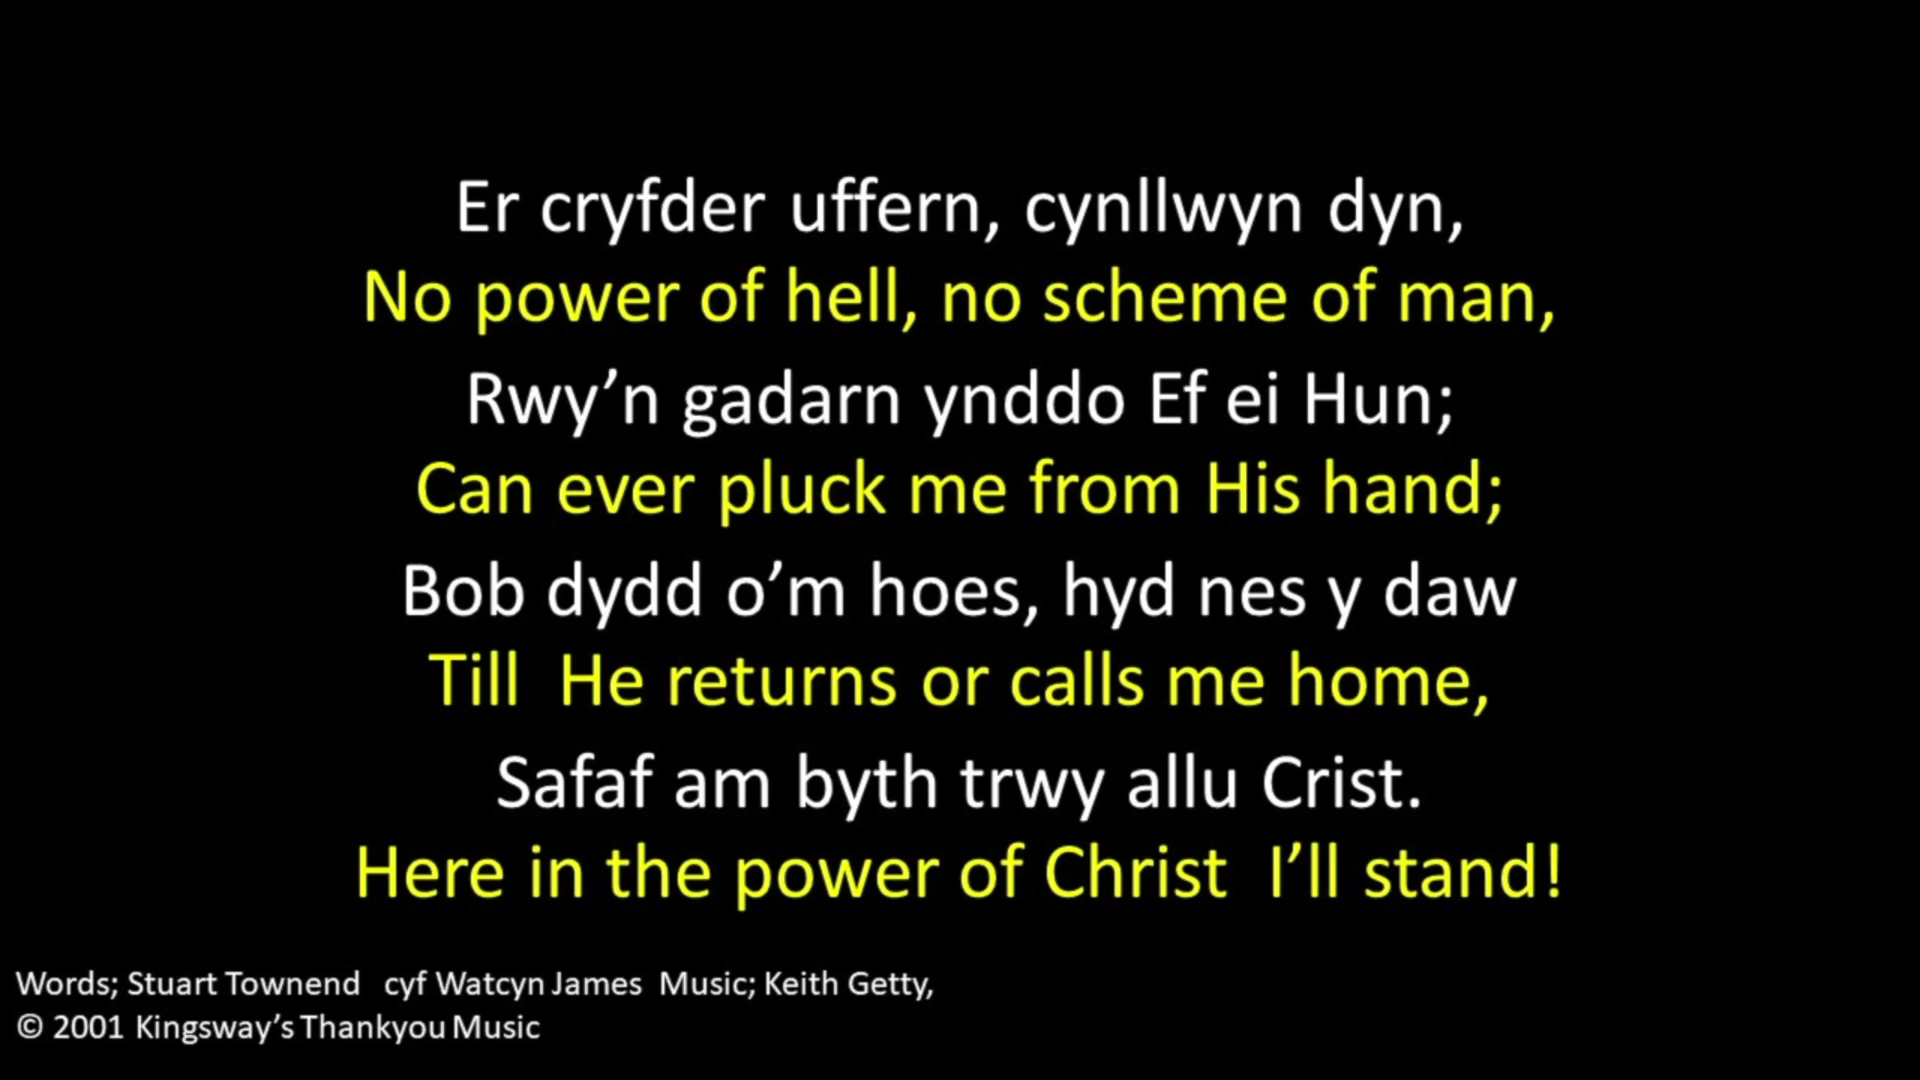 Er cryfder uffern, cynllwyn dyn,
No power of hell, no scheme of man,
Rwy’n gadarn ynddo Ef ei Hun;
Can ever pluck me from His hand;
Bob dydd o’m hoes, hyd nes y daw
Till  He returns or calls me home,
Safaf am byth trwy allu Crist.
Here in the power of Christ  I’ll stand!
Words; Stuart Townend   cyf Watcyn James  Music; Keith Getty,
© 2001 Kingsway’s Thankyou Music